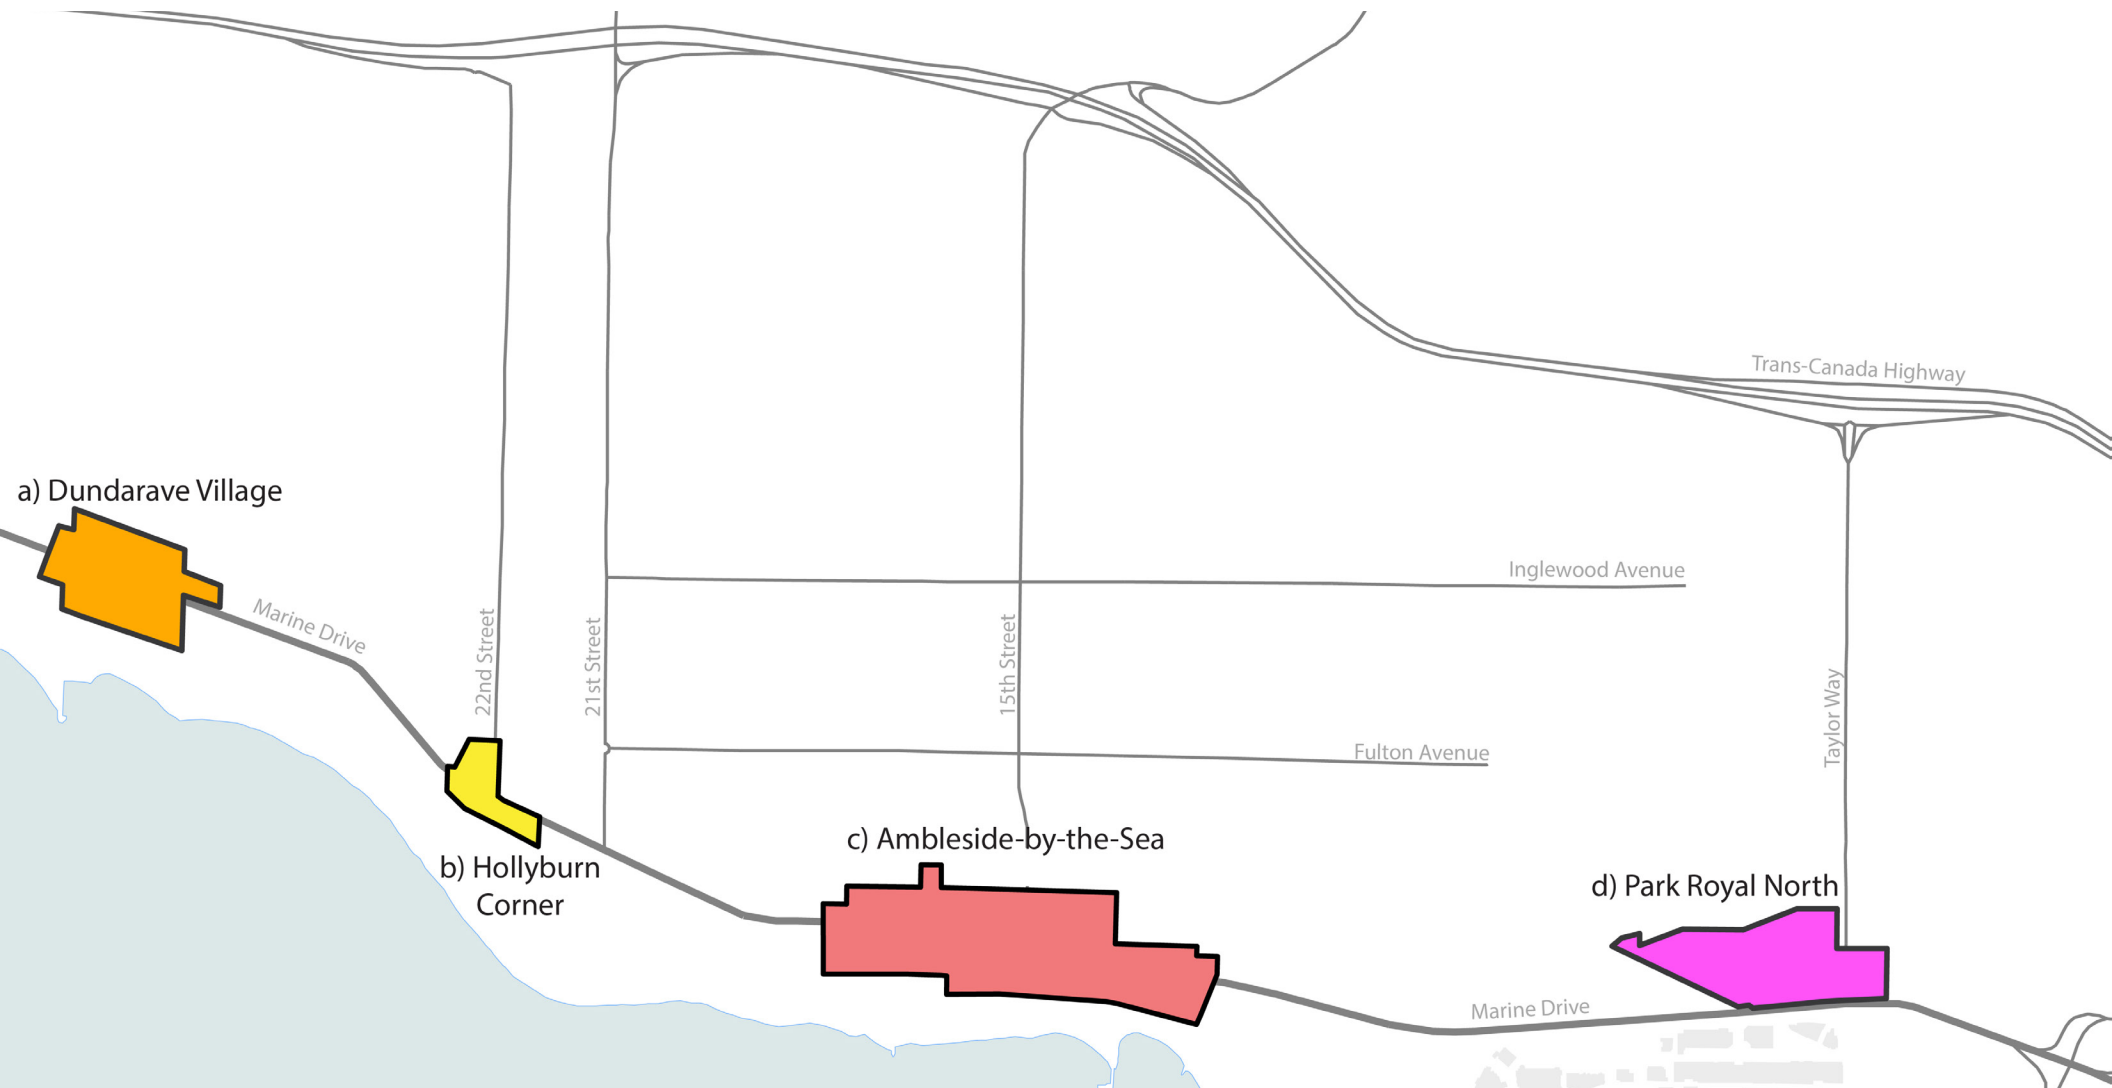 Trans-Canada Highway
a) Dundarave Village
Inglewood Avenue
Marine Drive
22nd Street
21st Street
15th Street
Taylor Way
Fulton Avenue
c) Ambleside-by-the-Sea
b) Hollyburn
Corner
d) Park Royal North
Marine Drive